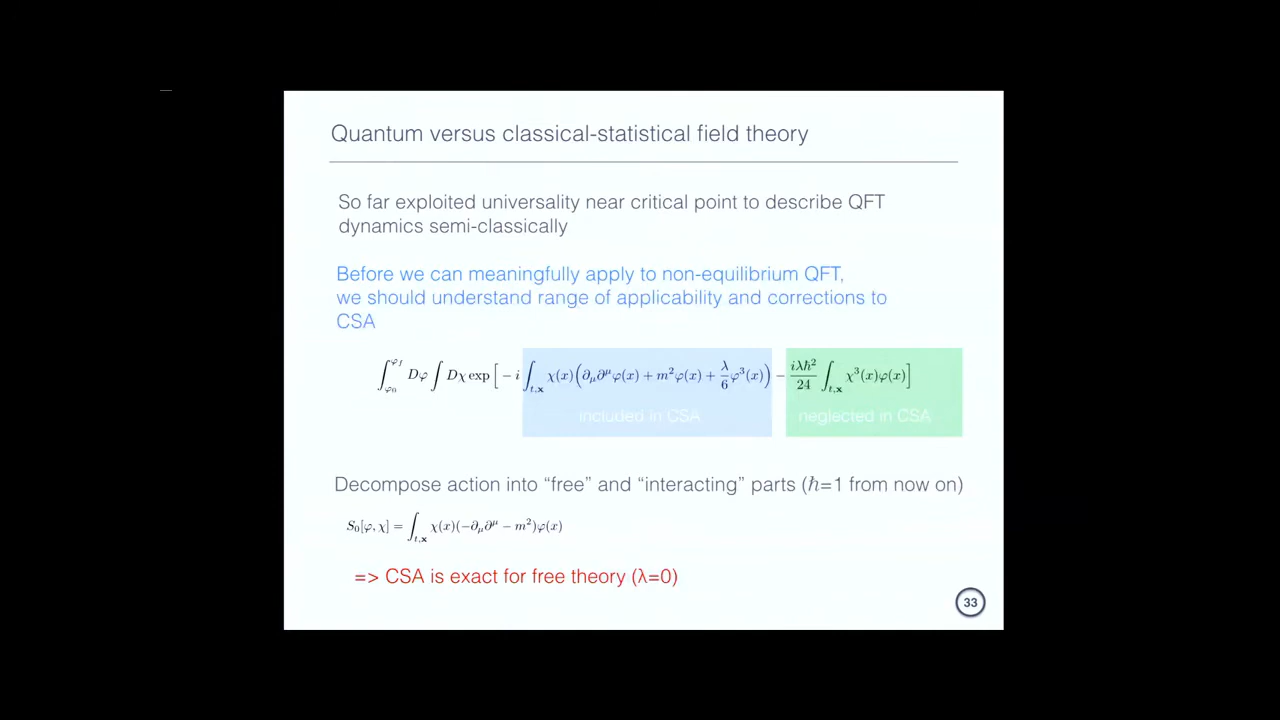 Quantum versus classical-statistical field theory
So far exploited universality near critical point to describe QFT
dynamics semi-classically
Before we can meaningfully apply to non-equilibrium QFT,
we should understand range of applicability and corrections to
CSA
∫_{φ₀}^{φ_f} Dφ ∫ Dχ exp[ − i ∫_{t,x} χ(x)(∂_μ∂^μφ(x) + m²φ(x) + λ/6 φ³(x)) − iλħ²/24 ∫_{t,x} χ³(x)φ(x)]
included in CSA neglected in CSA
Decompose action into “free” and “interacting” parts (ħ=1 from now on)
S₀[φ, χ] = ∫_{t,x} χ(x)(−∂_μ∂^μ − m²)φ(x)
=> CSA is exact for free theory (λ=0)
33